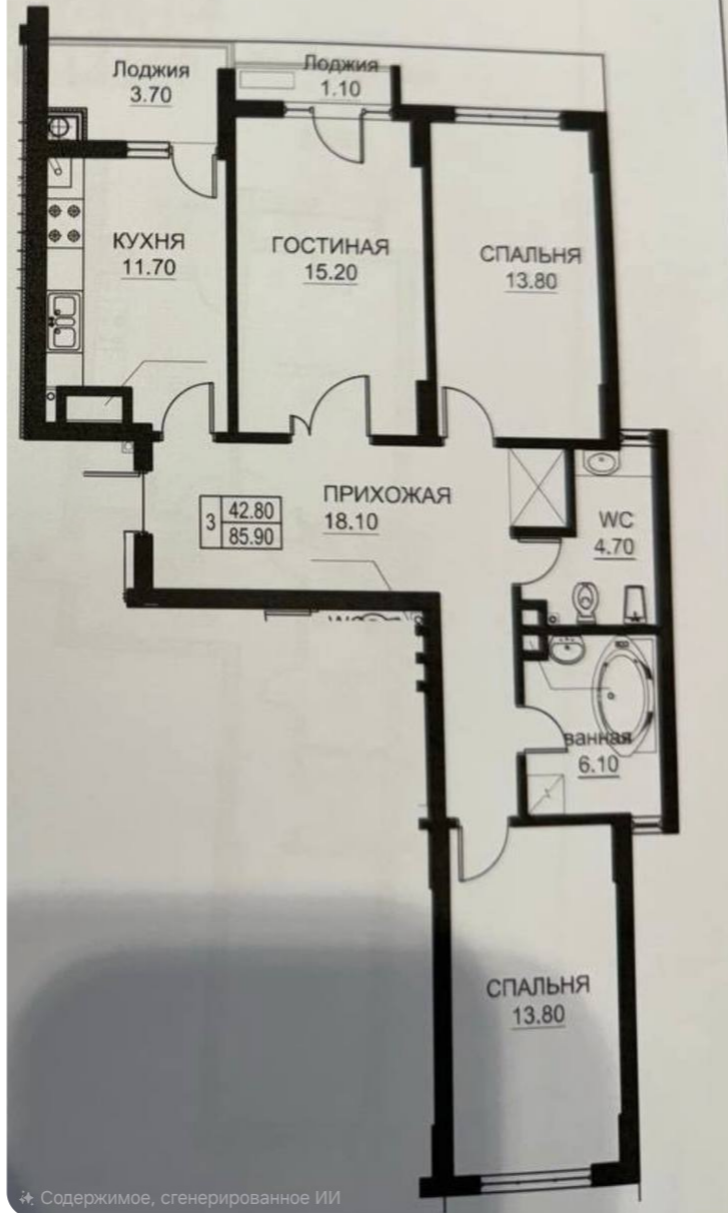 Лоджия
3.70
Лоджия
1.10
КУХНЯ
11.70
ГОСТИНАЯ
15.20
СПАЛЬНЯ
13.80
ПРИХОЖАЯ
18.10
3
42.80
85.90
WC
4.70
ванная
6.10
СПАЛЬНЯ
13.80
Содержимое, сгенерированное ИИ